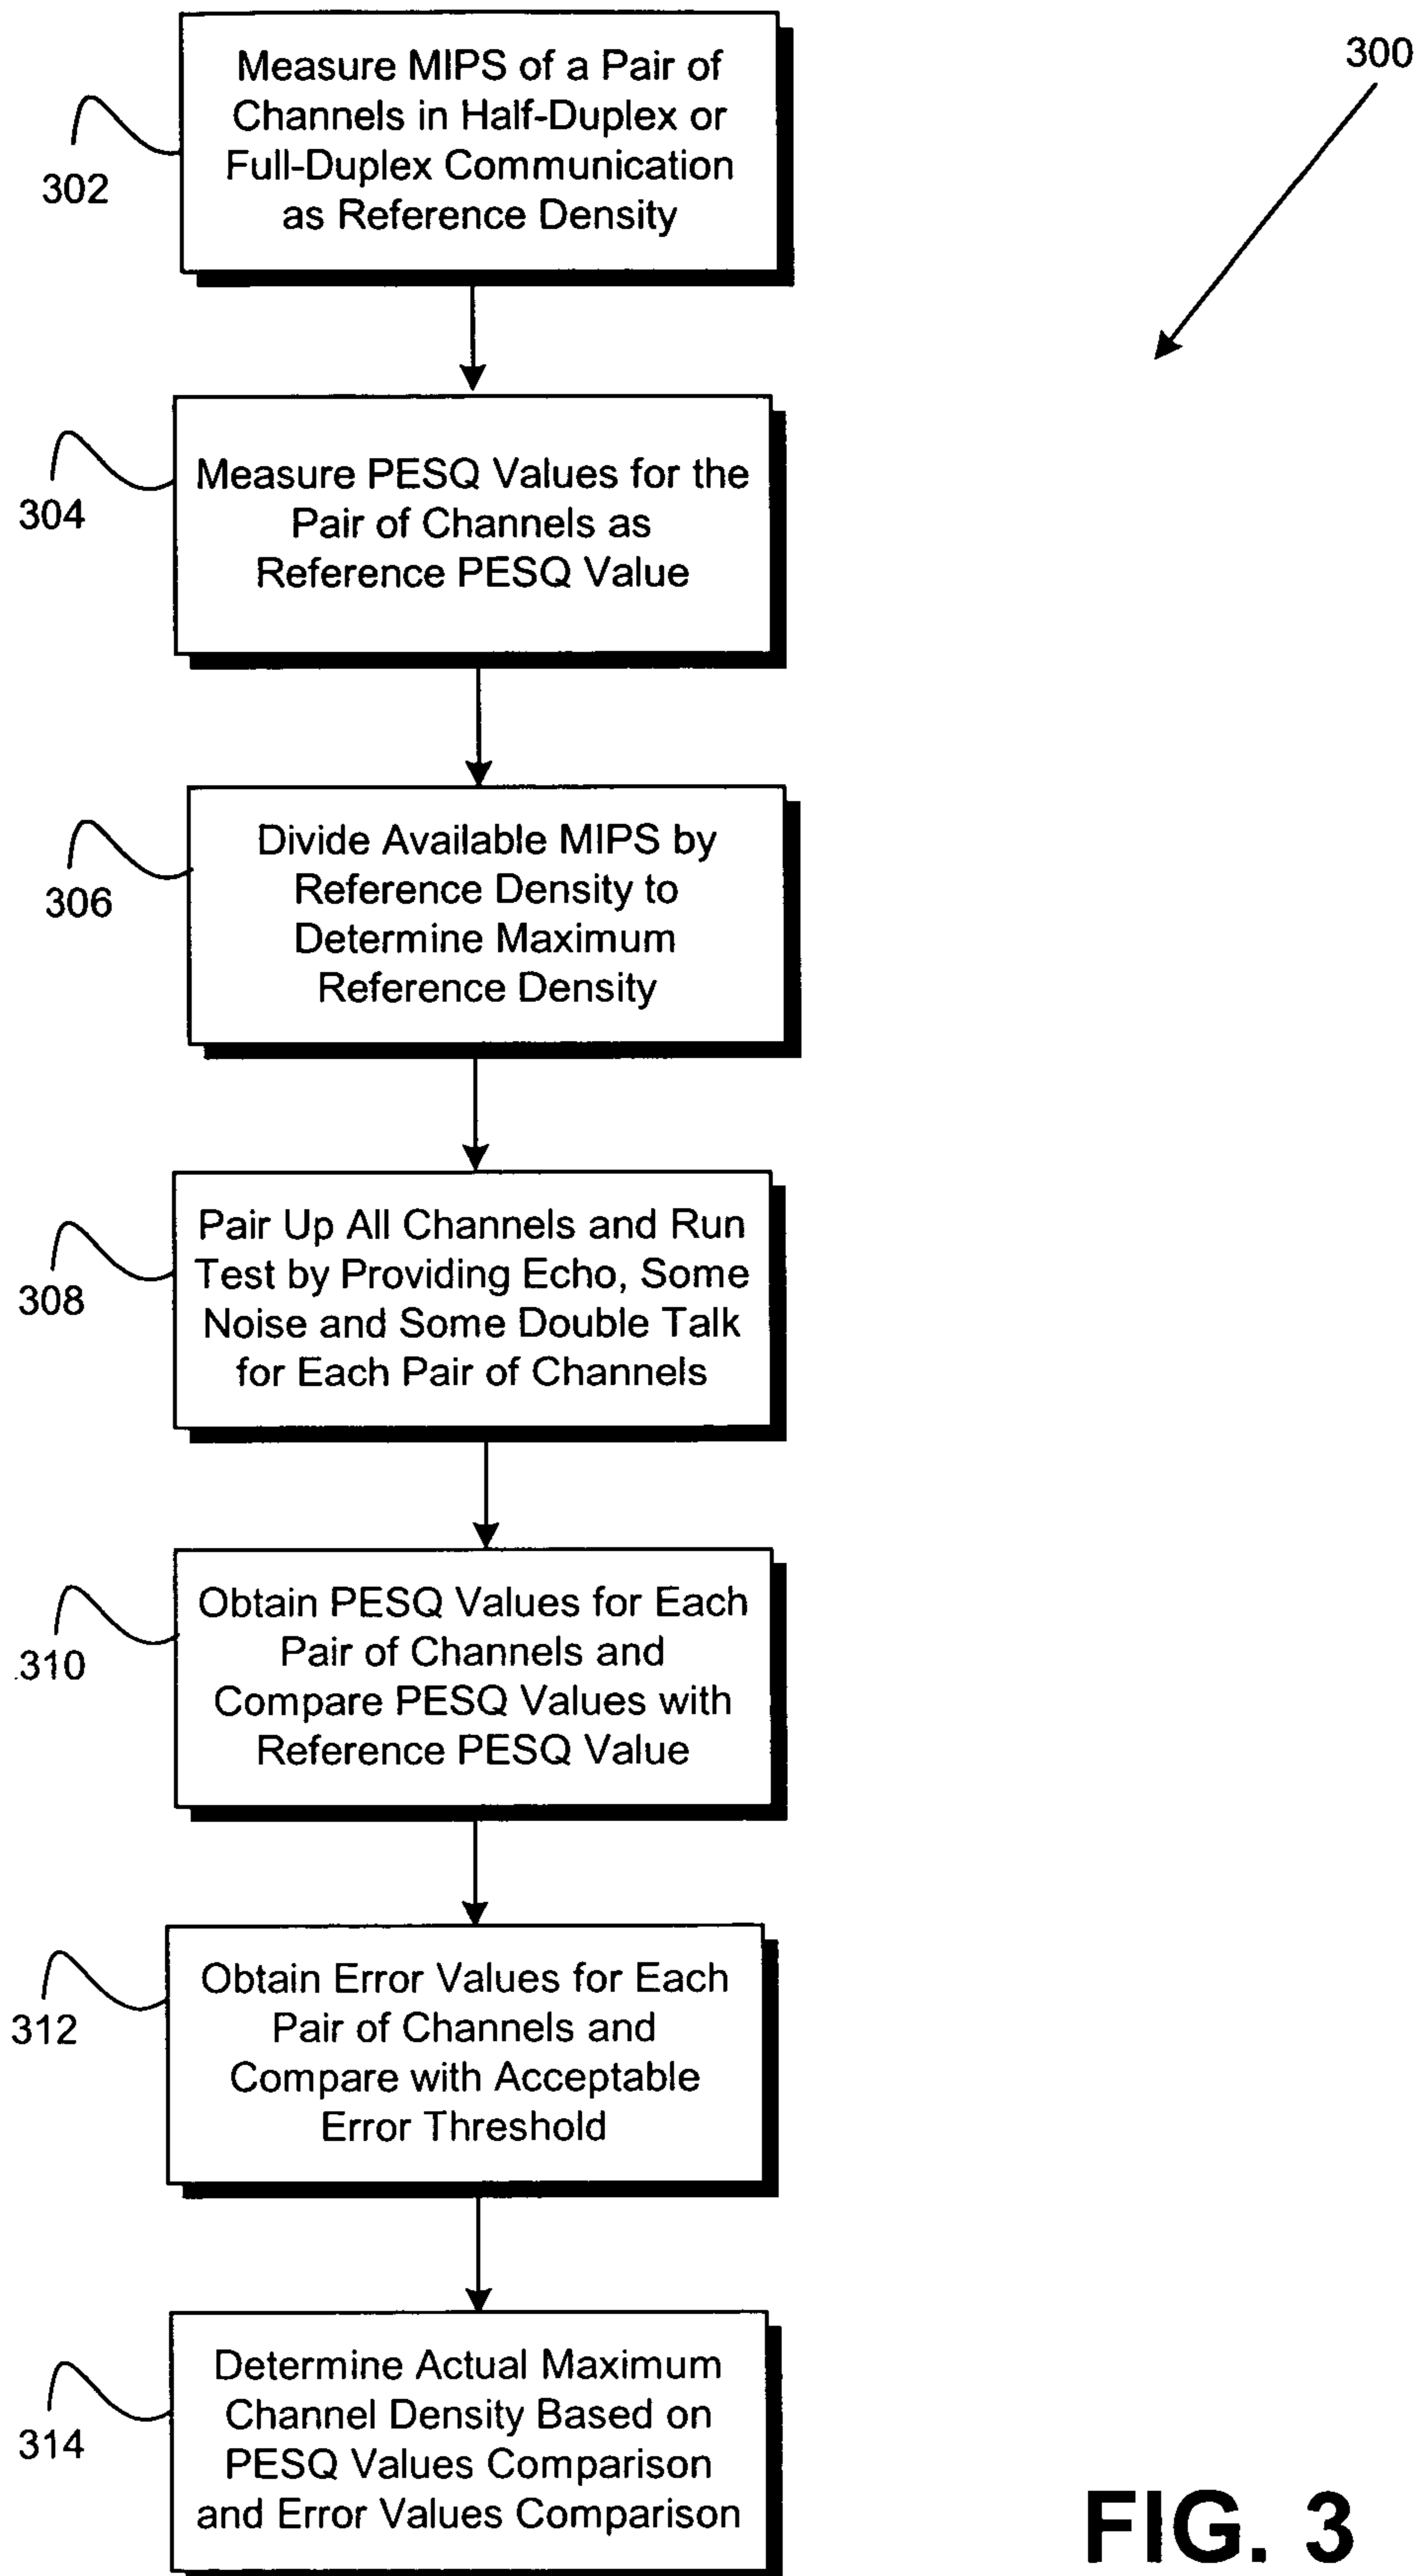 300
Measure MIPS of a Pair of
Channels in Half-Duplex or
Full-Duplex Communication
as Reference Density
302
Measure PESQ Values for the
Pair of Channels as
Reference PESQ Value
304
Divide Available MIPS by
Reference Density to
Determine Maximum
Reference Density
306
Pair Up All Channels and Run
Test by Providing Echo, Some
Noise and Some Double Talk
for Each Pair of Channels
308
Obtain PESQ Values for Each
Pair of Channels and
Compare PESQ Values with
Reference PESQ Value
310
Obtain Error Values for Each
Pair of Channels and
Compare with Acceptable
Error Threshold
312
Determine Actual Maximum
Channel Density Based on
PESQ Values Comparison
and Error Values Comparison
314
FIG. 3